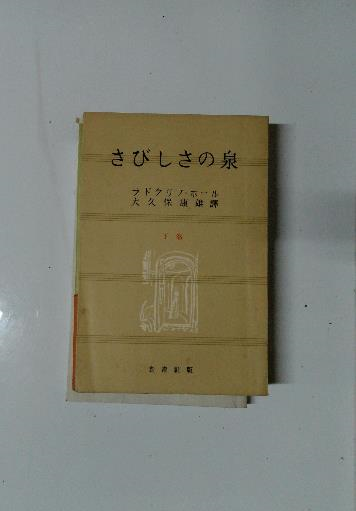 さびしさの泉
ラドクリフ・ホール
大久保康雄譯
下巻